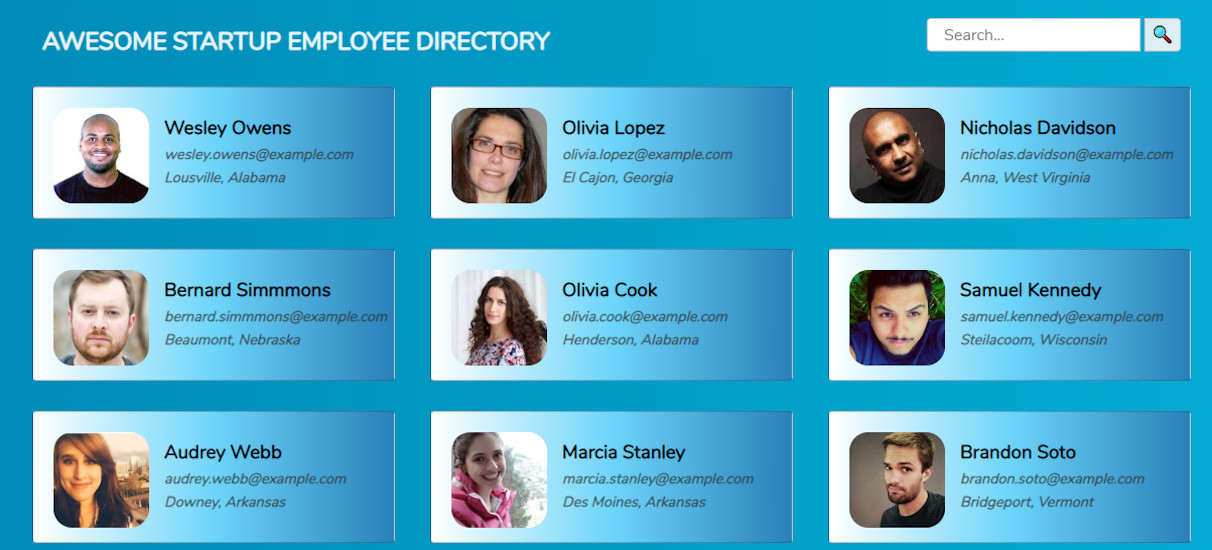 AWESOME STARTUP EMPLOYEE DIRECTORY
Search...
Wesley Owens
wesley.owens@example.com
Lousville, Alabama
Olivia Lopez
olivia.lopez@example.com
El Cajon, Georgia
Nicholas Davidson
nicholas.davidson@example.com
Anna, West Virginia
Bernard Simmmons
bernard.simmmons@example.com
Beaumont, Nebraska
Olivia Cook
olivia.cook@example.com
Henderson, Alabama
Samuel Kennedy
samuel.kennedy@example.com
Steilacoom, Wisconsin
Audrey Webb
audrey.webb@example.com
Downey, Arkansas
Marcia Stanley
marcia.stanley@example.com
Des Moines, Arkansas
Brandon Soto
brandon.soto@example.com
Bridgeport, Vermont